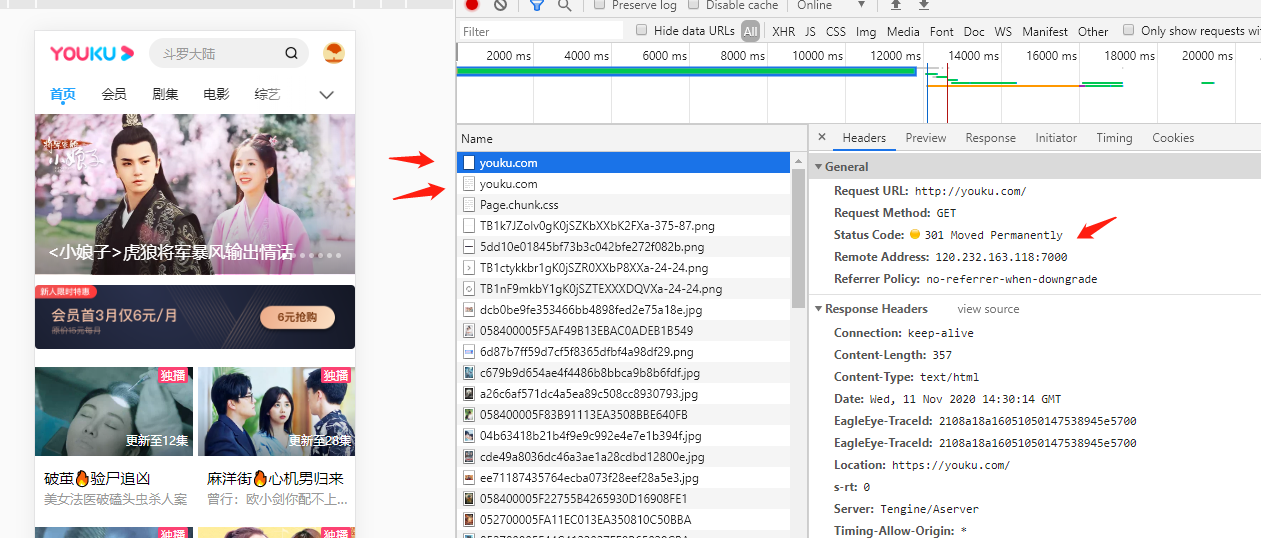 YOUKU
斗罗大陆
首页 会员 剧集 电影 综艺
<小娘子>虎狼将军暴风输出情话
新人限时特惠
会员首3月仅6元/月
原价15元每月
6元抢购
独播
更新至12集
破茧🔥验尸追凶
美女法医破磕头虫杀人案
独播
更新至28集
麻洋街🔥心机男归来
曾行：欧小剑你配不上...
独播
独播
Preserve log Disable cache Online
Filter Hide data URLs All XHR JS CSS Img Media Font Doc WS Manifest Other Only show requests wi
2000 ms 4000 ms 6000 ms 8000 ms 10000 ms 12000 ms 14000 ms 16000 ms 18000 ms 20000 ms
Name
youku.com
youku.com
Page.chunk.css
TB1k7JZolv0gK0jSZKbXXbK2FXa-375-87.png
5dd10e01845bf73b3c042bfe272f082b.png
TB1ctykkbr1gK0jSZR0XXbP8XXa-24-24.png
TB1nF9mkbY1gK0jSZTEXXXDQVXa-24-24.png
dcb0be9fe353466bb4898fed2e75a18e.jpg
058400005F5AF49B13EBAC0ADEB1B549
6d87b7ff59d7cf5f8365dfbf4a98df29.png
c679b9d654ae4f4486b8bbca9b8b6fdf.jpg
a26c6af571dc4a5ea89c508cc8930793.jpg
058400005F83B91113EA3508BBE640FB
04b63418b21b4f9e9c992e4e7e1b394f.jpg
cde49a8036dc46a3ae1a28cdbd12800e.jpg
ee71187435764ecba073f28eef28a5e3.jpg
058400005F22755B4265930D16908FE1
052700005FA11EC013EA350810C50BBA
× Headers Preview Response Initiator Timing Cookies
General
Request URL: http://youku.com/
Request Method: GET
Status Code: 301 Moved Permanently
Remote Address: 120.232.163.118:7000
Referrer Policy: no-referrer-when-downgrade
Response Headers view source
Connection: keep-alive
Content-Length: 357
Content-Type: text/html
Date: Wed, 11 Nov 2020 14:30:14 GMT
EagleEye-TraceId: 2108a18a16051050147538945e5700
EagleEye-TraceId: 2108a18a16051050147538945e5700
Location: https://youku.com/
s-rt: 0
Server: Tengine/Aserver
Timing-Allow-Origin: *